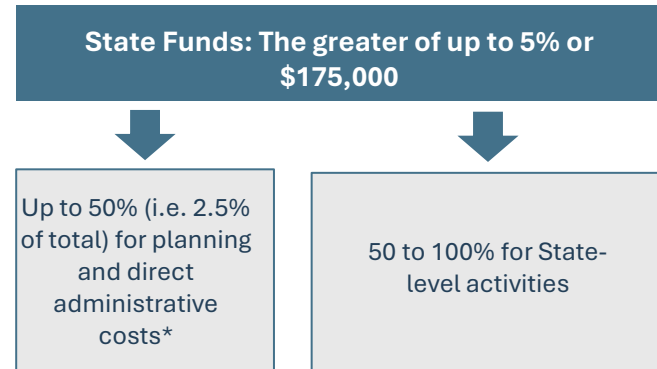 State Funds: The greater of up to 5% or
$175,000
Up to 50% (i.e. 2.5%
of total) for planning
and direct
administrative
costs*
50 to 100% for State-
level activities